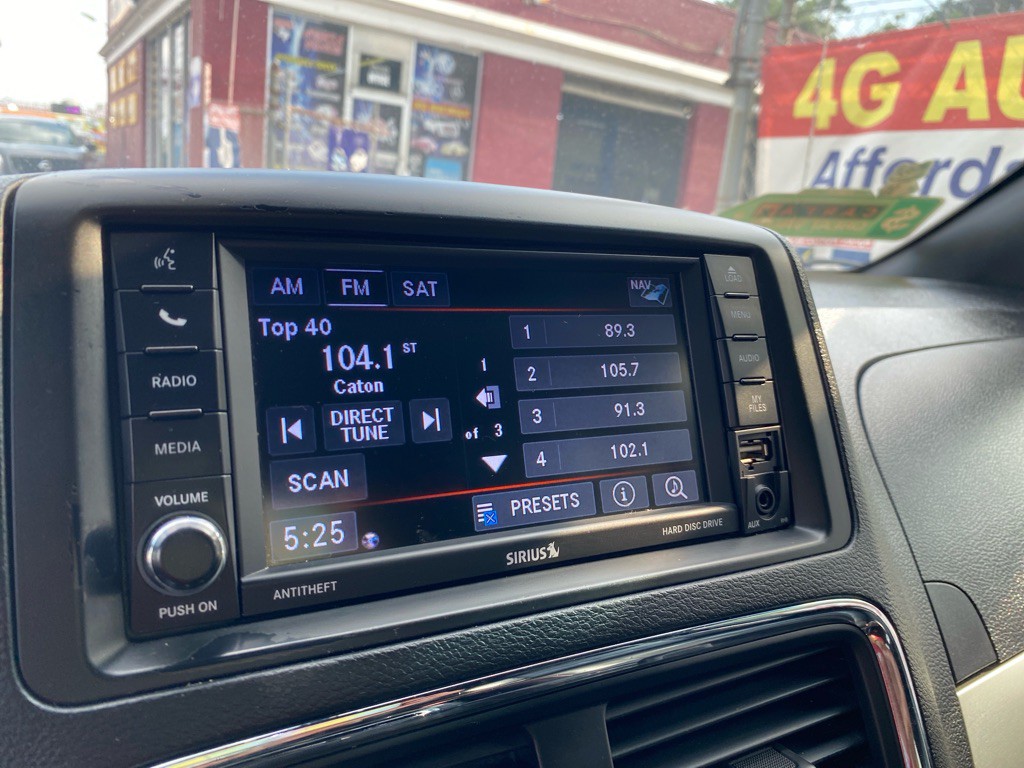 4G AU
Afforda
LOAD
MENU
AUDIO
MY
FILES
AUX
RADIO
MEDIA
VOLUME
PUSH ON
AM FM SAT NAV
Top 40
104.1 ST
Caton
DIRECT
TUNE
SCAN
5:25
1
of 3
1 89.3
2 105.7
3 91.3
4 102.1
PRESETS
ANTITHEFT
SIRIUS
HARD DISC DRIVE